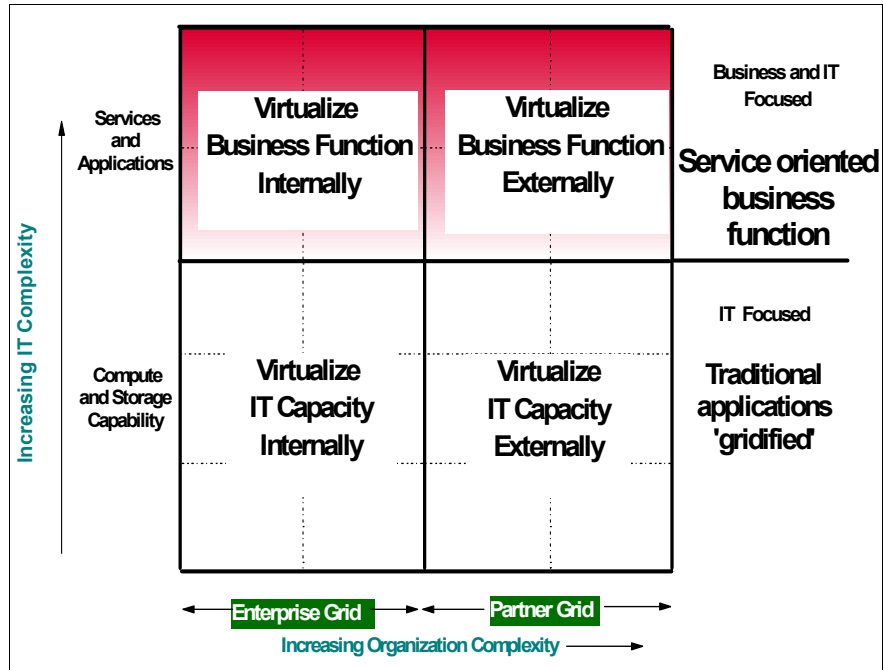 Increasing IT Complexity
Services
and
Applications
Virtualize
Business Function
Internally
Virtualize
Business Function
Externally
Business and IT
Focused
Service oriented
business
function
Compute
and Storage
Capability
Virtualize
IT Capacity
Internally
Virtualize
IT Capacity
Externally
IT Focused
Traditional
applications
'gridified'
Enterprise Grid
Partner Grid
Increasing Organization Complexity